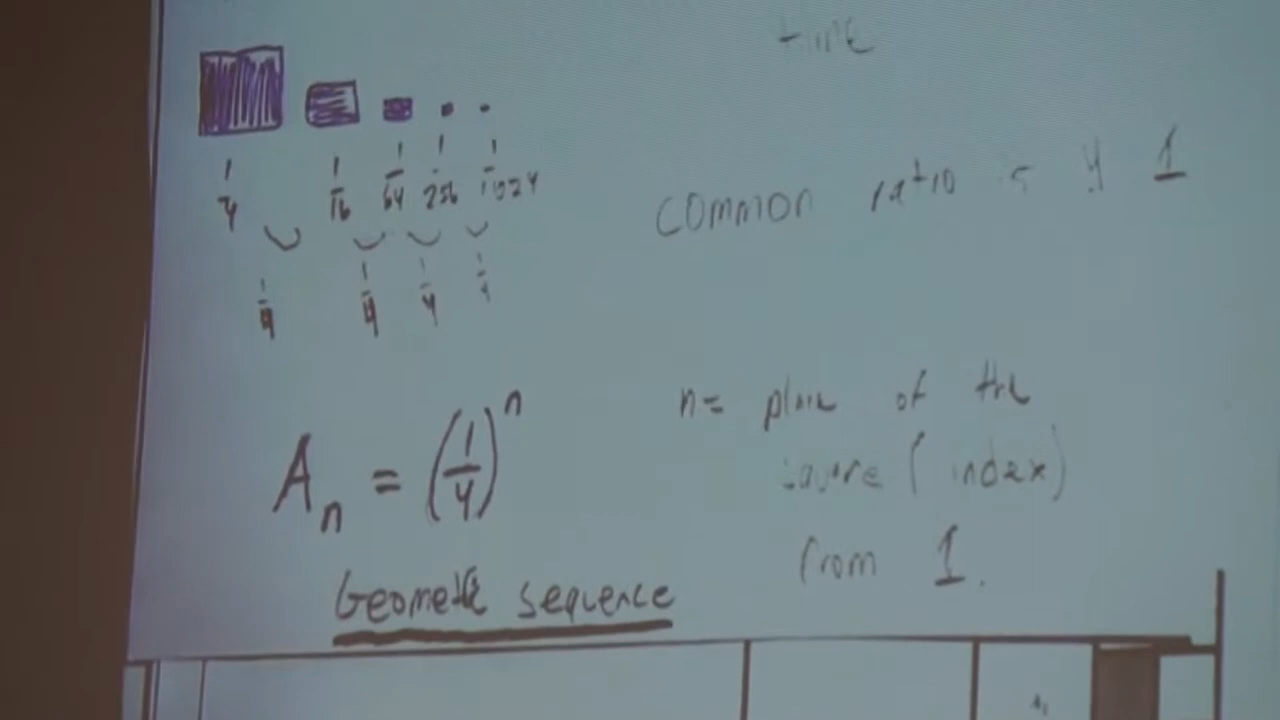 time
1/4 1/16 1/64 1/256 1/1024
1/4 1/4 1/4 1/4
common ratio is 4 1
A_n = (1/4)^n
Geometric sequence
n= place of the
square (index)
from 1.